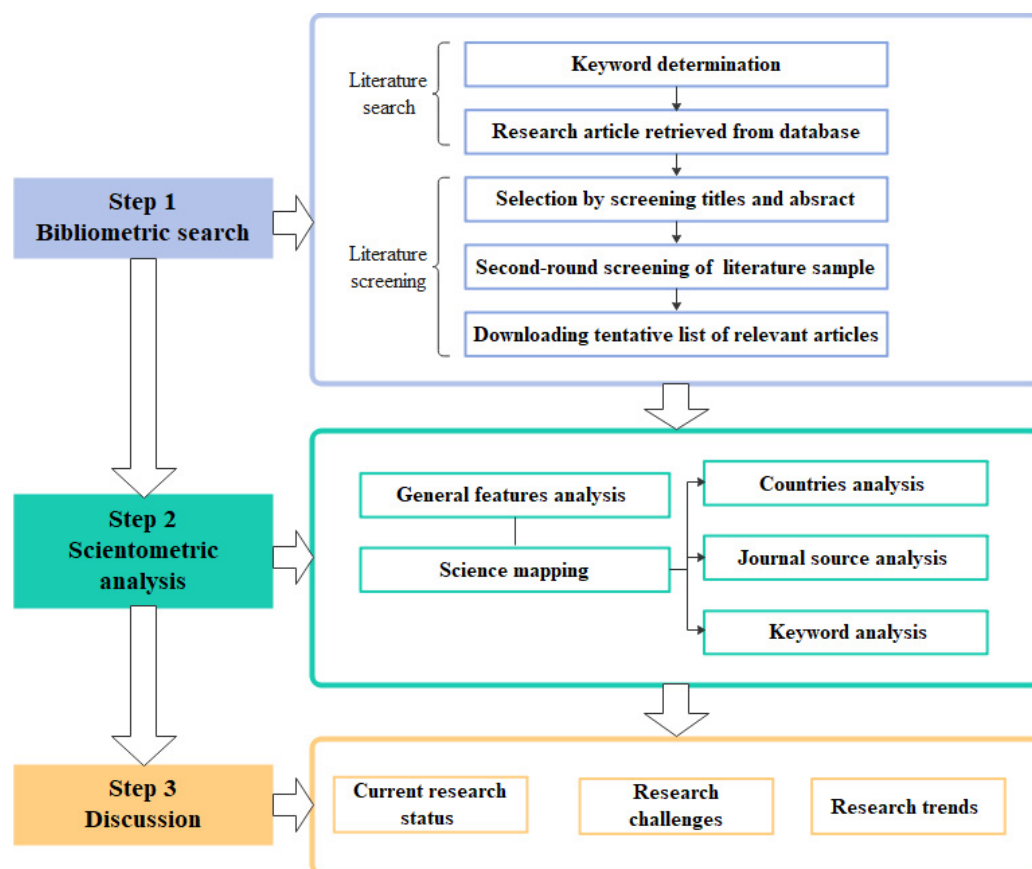 Keyword determination
Literature
search
Research article retrieved from database
Step 1
Bibliometric search
Selection by screening titles and absract
Literature
screening
Second-round screening of literature sample
Downloading tentative list of relevant articles
Step 2
Scientometric
analysis
General features analysis
Science mapping
Countries analysis
Journal source analysis
Keyword analysis
Step 3
Discussion
Current research
status
Research
challenges
Research trends